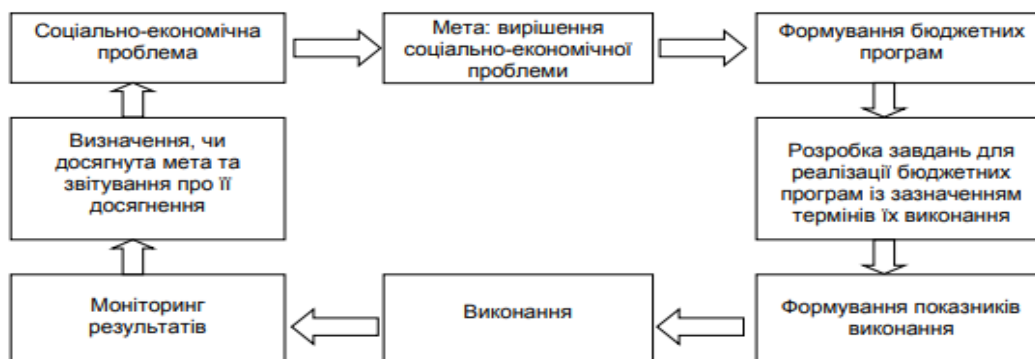 Соціально-економічна
проблема
Мета: вирішення
соціально-економічної
проблеми
Формування бюджетних
програм
Розробка завдань для
реалізації бюджетних
програм із зазначенням
термінів їх виконання
Формування показників
виконання
Виконання
Моніторинг
результатів
Визначення, чи
досягнута мета та
звітування про її
досягнення